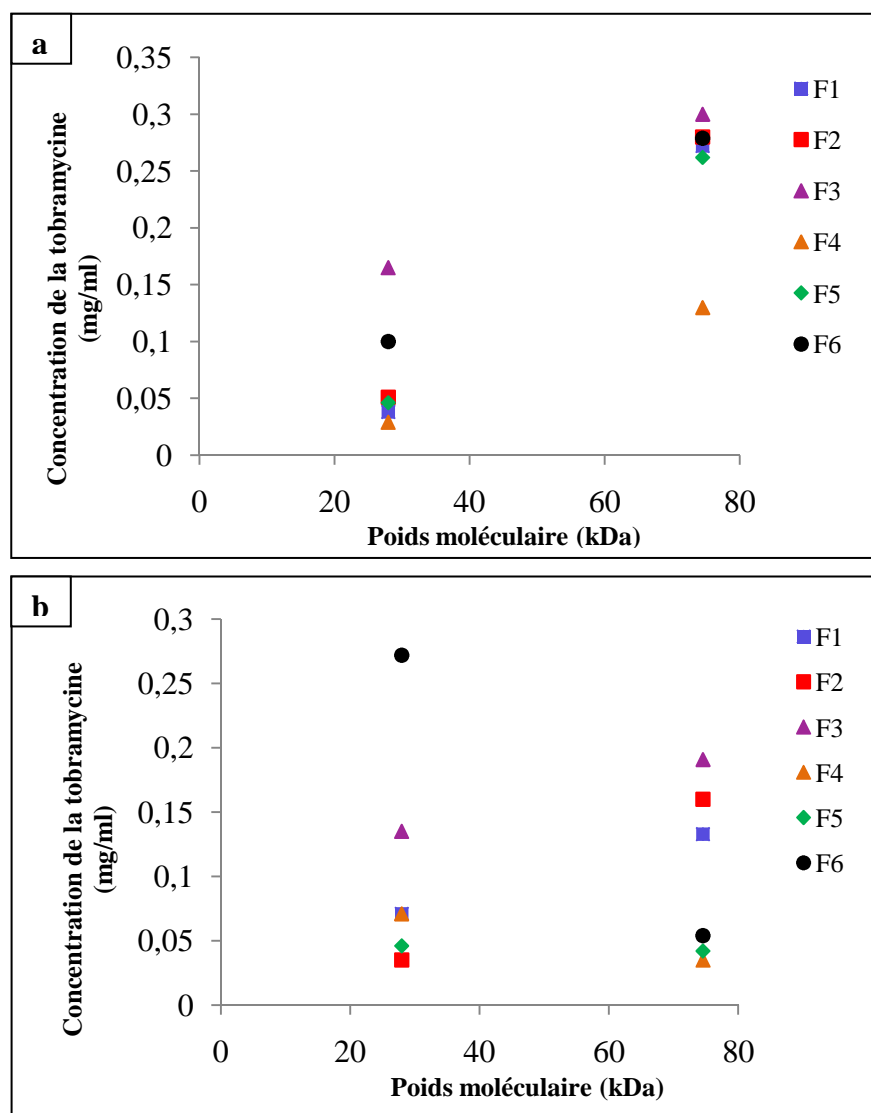 a
0,35
0,3
0,25
0,2
0,15
0,1
0,05
0
0 20 40 60 80
Concentration de la tobramycine
(mg/ml)
Poids moléculaire (kDa)
F1
F2
F3
F4
F5
F6
b
0,3
0,25
0,2
0,15
0,1
0,05
0
0 20 40 60 80
Concentration de la tobramycine
(mg/ml)
Poids moléculaire (kDa)
F1
F2
F3
F4
F5
F6